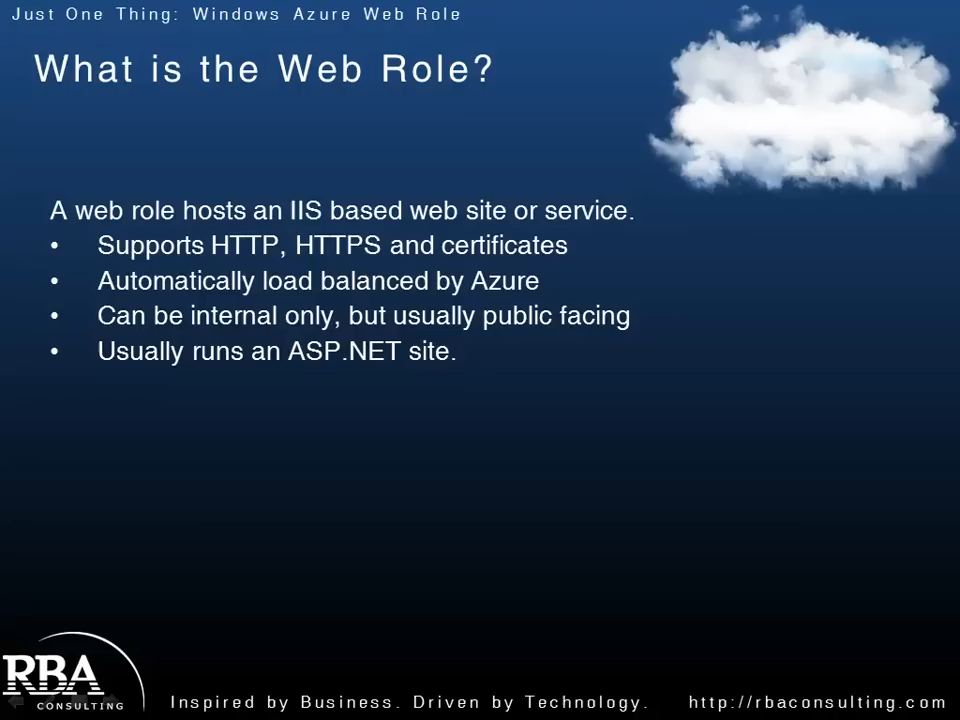 Just One Thing: Windows Azure Web Role
What is the Web Role?
A web role hosts an IIS based web site or service.
• Supports HTTP, HTTPS and certificates
• Automatically load balanced by Azure
• Can be internal only, but usually public facing
• Usually runs an ASP.NET site.
RBA
CONSULTING
Inspired by Business. Driven by Technology. http://rbaconsulting.com